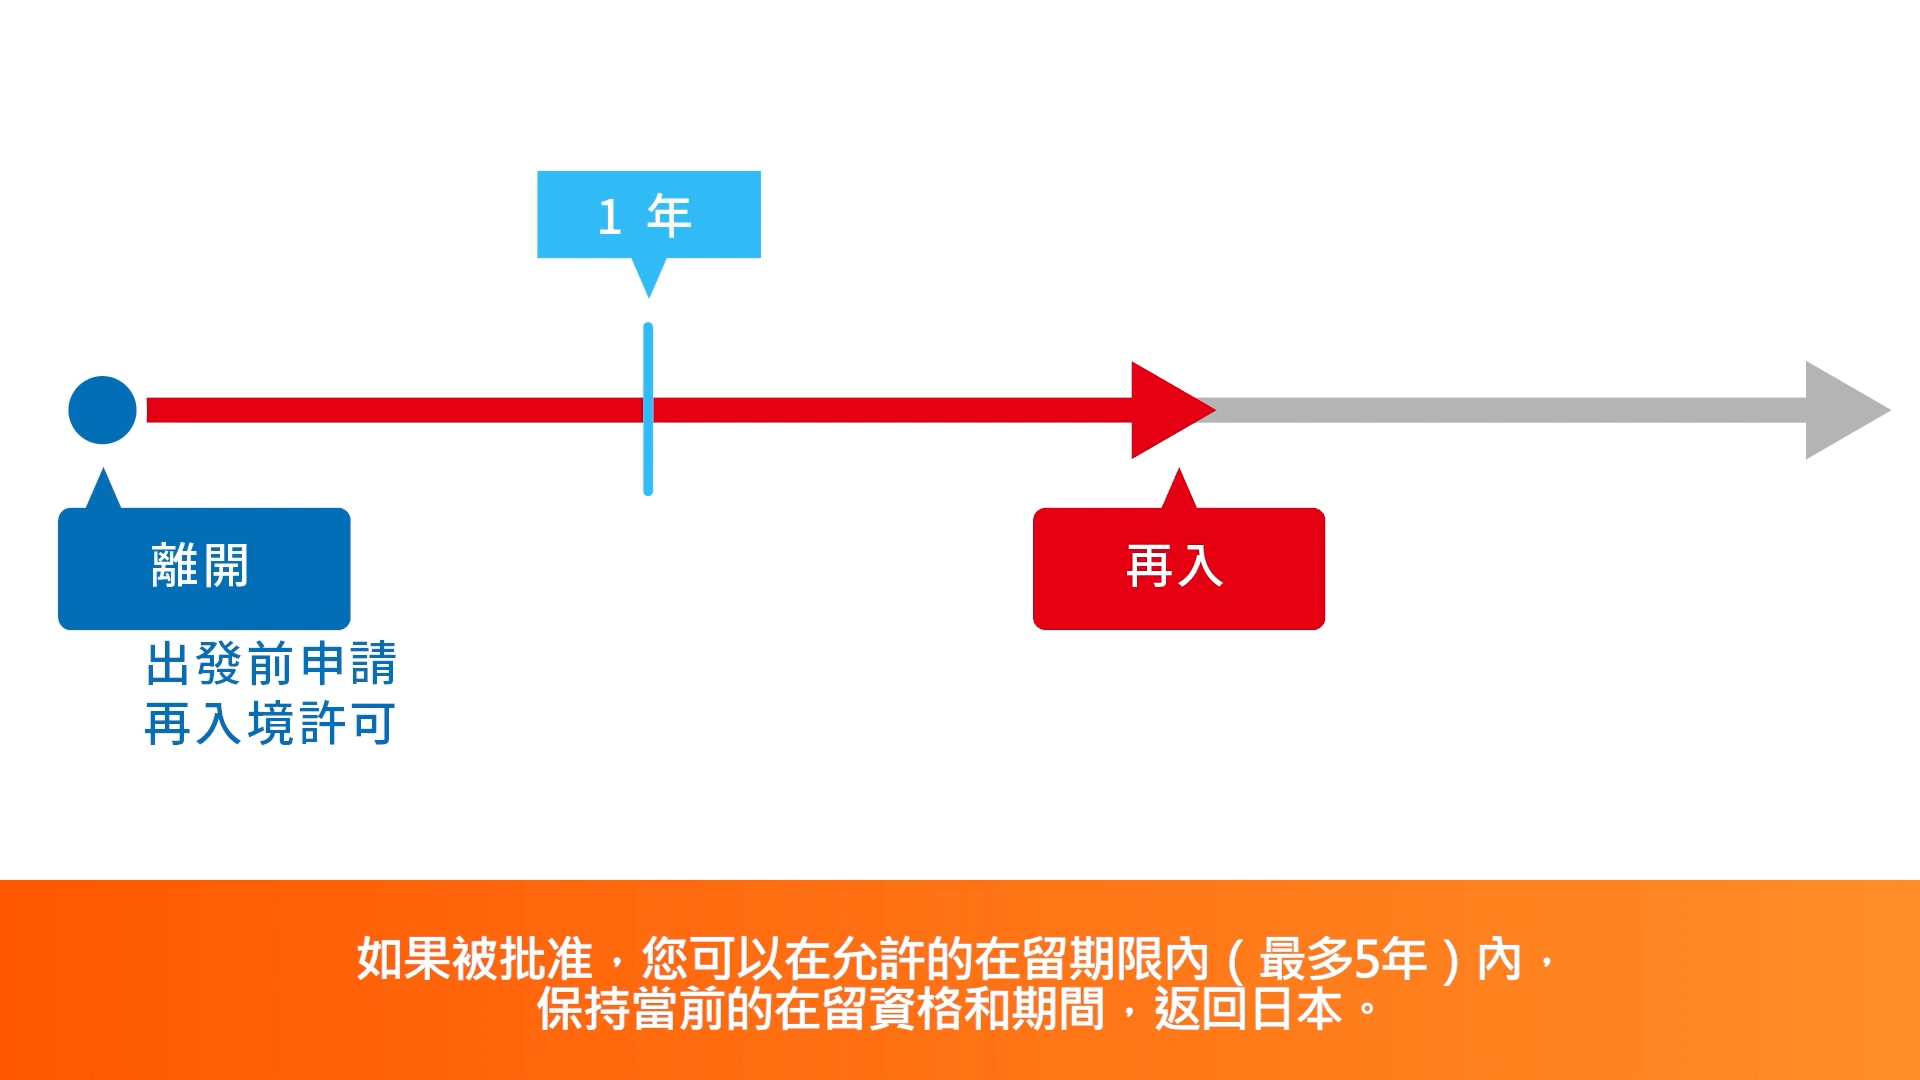 1 年
離開
再入
出發前申請
再入境許可
如果被批准，您可以在允許的在留期限內（最多5年）內，
保持當前的在留資格和期間，返回日本。